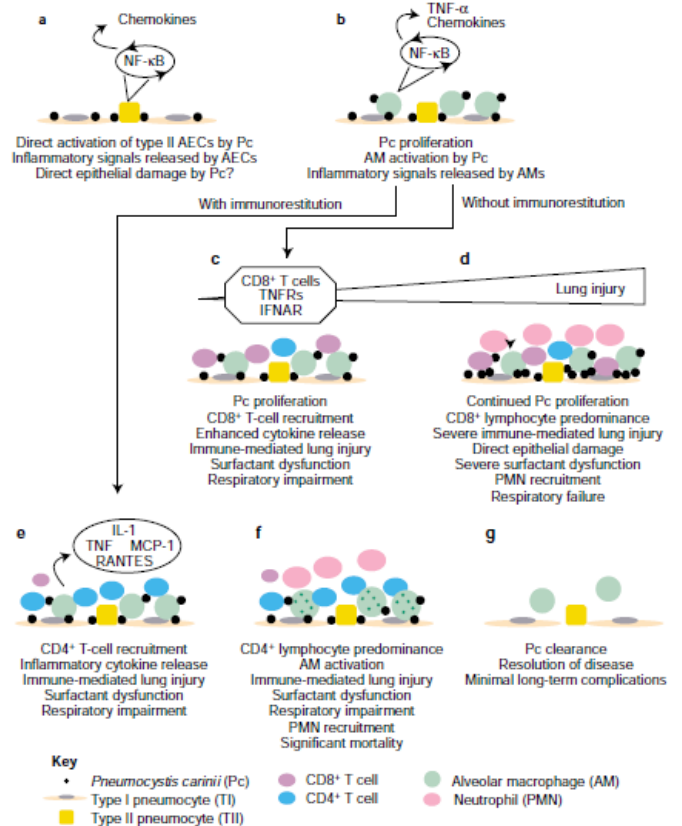 a
Chemokines
NF-κB
Direct activation of type II AECs by Pc
Inflammatory signals released by AECs
Direct epithelial damage by Pc?
b
TNF-α
Chemokines
NF-κB
Pc proliferation
AM activation by Pc
Inflammatory signals released by AMs
With immunorestitution
Without immunorestitution
c
CD8⁺ T cells
TNFRs
IFNAR
Pc proliferation
CD8⁺ T-cell recruitment
Enhanced cytokine release
Immune-mediated lung injury
Surfactant dysfunction
Respiratory impairment
d
Lung injury
Continued Pc proliferation
CD8⁺ lymphocyte predominance
Severe immune-mediated lung injury
Direct epithelial damage
Severe surfactant dysfunction
PMN recruitment
Respiratory failure
e
IL-1
TNF MCP-1
RANTES
CD4⁺ T-cell recruitment
Inflammatory cytokine release
Immune-mediated lung injury
Surfactant dysfunction
Respiratory impairment
f
CD4⁺ lymphocyte predominance
AM activation
Immune-mediated lung injury
Surfactant dysfunction
Respiratory impairment
PMN recruitment
Significant mortality
g
Pc clearance
Resolution of disease
Minimal long-term complications
Key
Pneumocystis carinii (Pc)
Type I pneumocyte (TI)
Type II pneumocyte (TII)
CD8⁺ T cell
CD4⁺ T cell
Alveolar macrophage (AM)
Neutrophil (PMN)